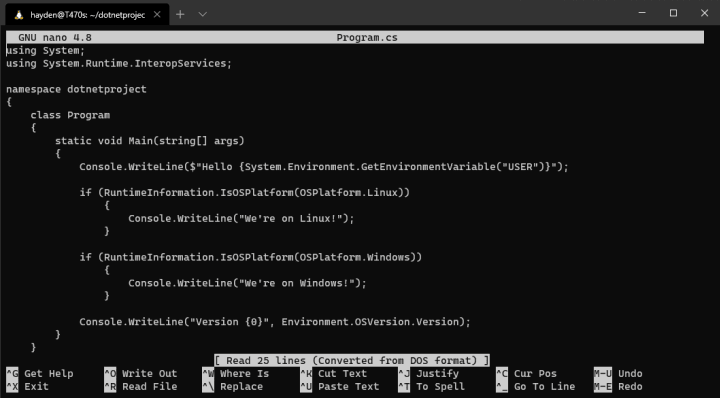 hayden@T470s: ~/dotnetprojec
GNU nano 4.8 Program.cs
using System;
using System.Runtime.InteropServices;
namespace dotnetproject
{
    class Program
    {
        static void Main(string[] args)
        {
            Console.WriteLine($"Hello {System.Environment.GetEnvironmentVariable("USER")}");
            if (RuntimeInformation.IsOSPlatform(OSPlatform.Linux))
                {
                    Console.WriteLine("We're on Linux!");
                }
            if (RuntimeInformation.IsOSPlatform(OSPlatform.Windows))
                {
                    Console.WriteLine("We're on Windows!");
                }
            Console.WriteLine("Version {0}", Environment.OSVersion.Version);
        }
    }
[ Read 25 lines (Converted from DOS format) ]
^G Get Help ^O Write Out ^W Where Is ^K Cut Text ^J Justify ^C Cur Pos M-U Undo
^X Exit ^R Read File ^\ Replace ^U Paste Text ^T To Spell ^_ Go To Line M-E Redo